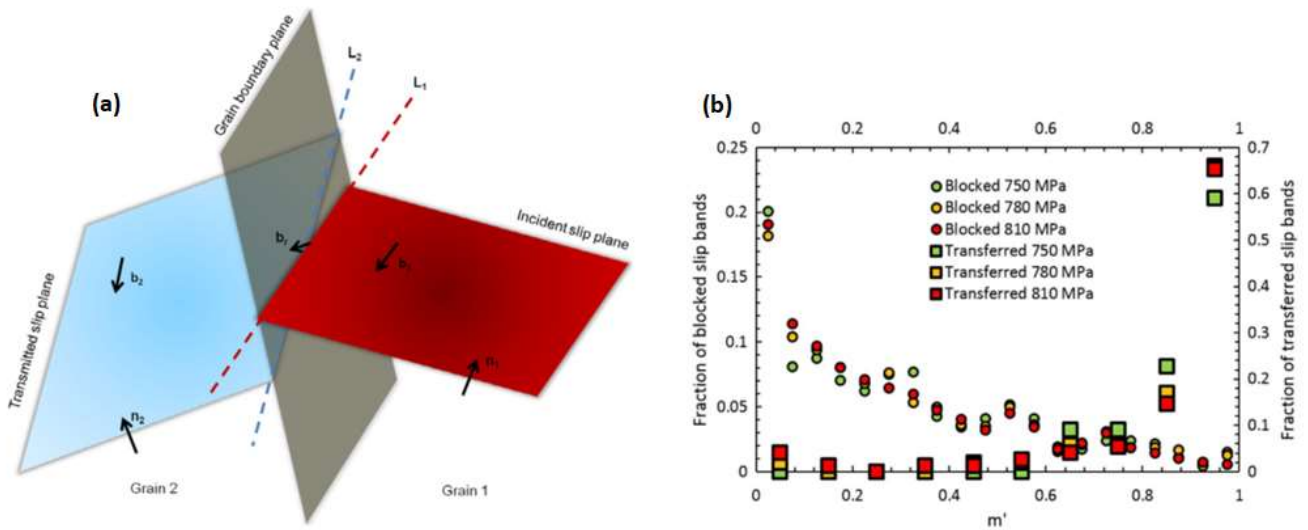 (a)
Grain boundary plane
L2
L1
Incident slip plane
b1
b1
b2
n1
n2
Transmitted slip plane
Grain 2
Grain 1
(b)
0 0.2 0.4 0.6 0.8 1
0.25 0.7
0.2 0.6
0.15 0.5
0.1 0.4
0.05 0.3
0 0.2
0.1
0
Fraction of blocked slip bands
Blocked 750 MPa
Blocked 780 MPa
Blocked 810 MPa
Transferred 750 MPa
Transferred 780 MPa
Transferred 810 MPa
Fraction of transferred slip bands
0 0.2 0.4 0.6 0.8 1
m'